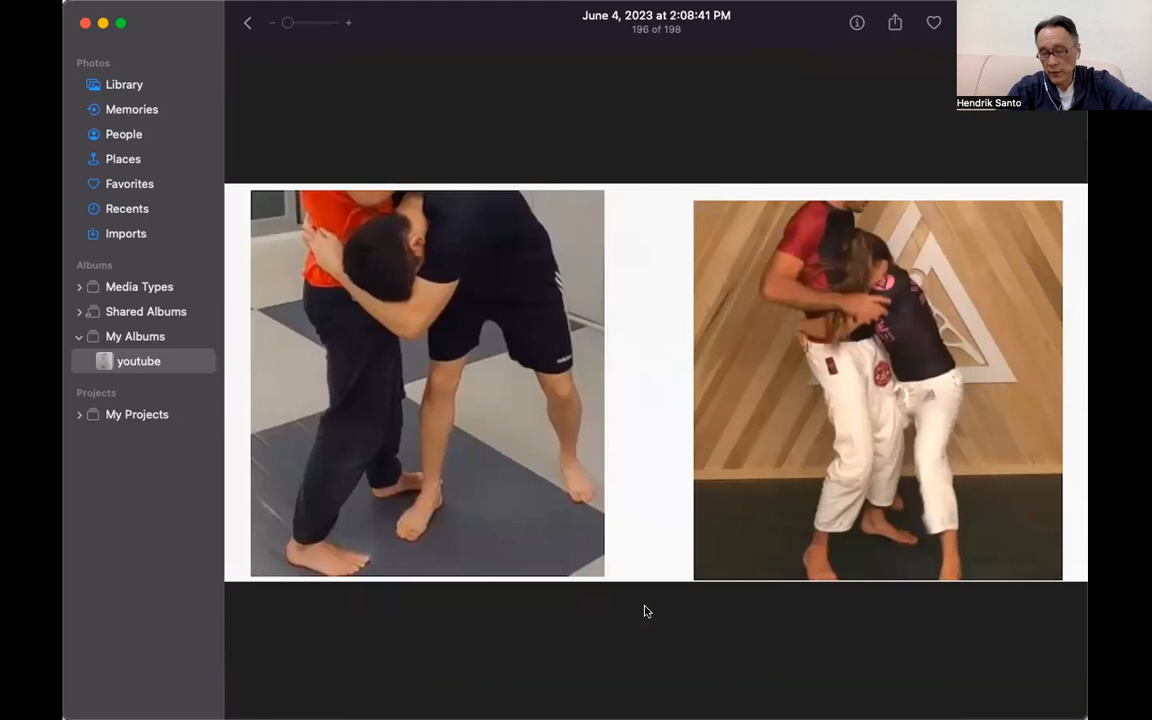 June 4, 2023 at 2:08:41 PM
196 of 198
Hendrik Santo
Photos
Library
Memories
People
Places
Favorites
Recents
Imports
Albums
Media Types
Shared Albums
My Albums
youtube
Projects
My Projects